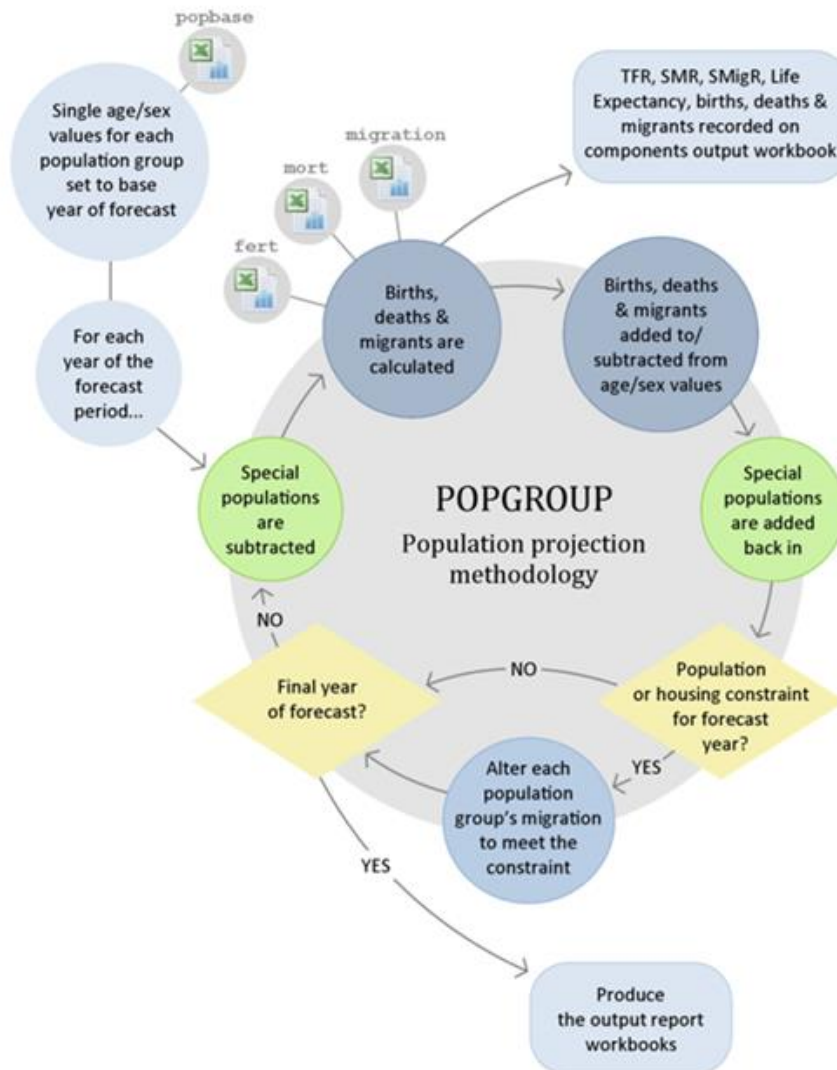 popbase
Single age/sex
values for each
population group
set to base
year of forecast
For each
year of the
forecast
period...
fert
mort
migration
Births,
deaths &
migrants are
calculated
TFR, SMR, SMigR, Life
Expectancy, births, deaths &
migrants recorded on
components output workbook
Births, deaths
& migrants
added to/
subtracted from
age/sex values
Special
populations
are
subtracted
POPGROUP
Population projection
methodology
Special
populations
are added
back in
NO
Final year
of forecast?
NO
Population
or housing constraint
for forecast
year?
YES
Alter each
population
group's migration
to meet the
constraint
YES
Produce
the output report
workbooks